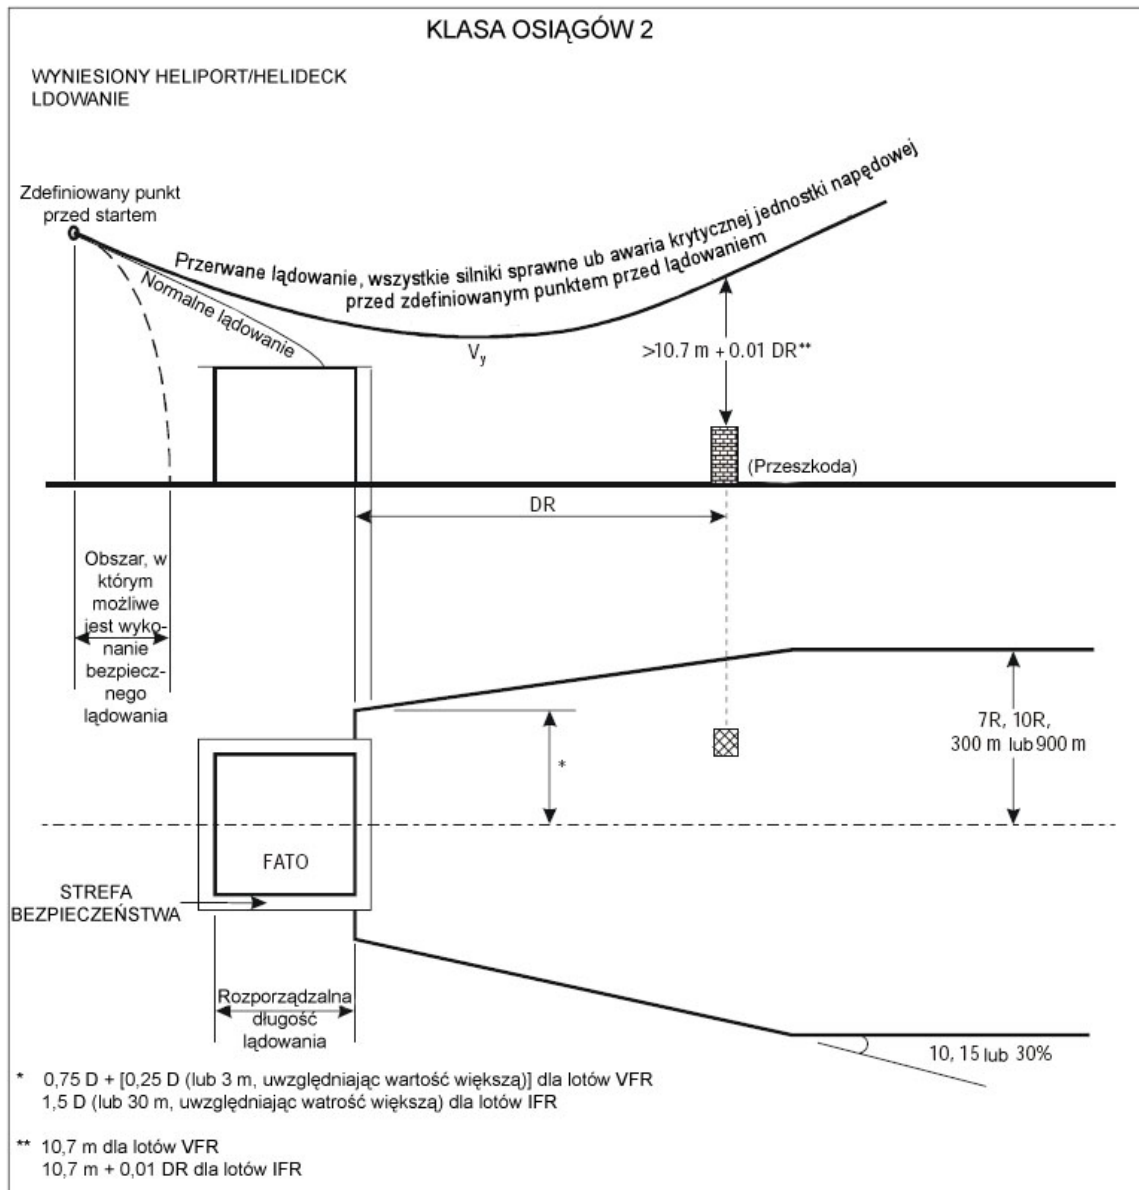 KLASA OSIĄGÓW 2
WYNIESIONY HELIPORT/HELIDECK
LDOWANIE
Zdefiniowany punkt
przed startem
Przerwane lądowanie, wszystkie silniki sprawne ub awaria krytycznej jednostki napędowej
przed zdefiniowanym punktem przed lądowaniem
Normalne lądowanie
Vy
>10.7 m + 0.01 DR**
(Przeszkoda)
DR
Obszar, w
którym
możliwe
jest wyko-
nanie
bezpiecz-
nego
lądowania
7R, 10R,
300 m lub 900 m
*
FATO
STREFA
BEZPIECZEŃSTWA
Rozporządzalna
długość
lądowania
10, 15 lub 30%
* 0,75 D + [0,25 D (lub 3 m, uwzględniając wartość większą)] dla lotów VFR
1,5 D (lub 30 m, uwzględniając watrość większą) dla lotów IFR
** 10,7 m dla lotów VFR
10,7 m + 0,01 DR dla lotów IFR